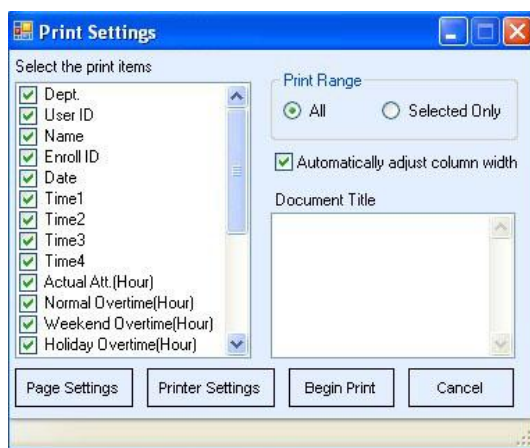 Print Settings
Select the print items
Dept.
User ID
Name
Enroll ID
Date
Time1
Time2
Time3
Time4
Actual Att.(Hour)
Normal Overtime(Hour)
Weekend Overtime(Hour)
Holiday Overtime(Hour)
Print Range
All Selected Only
Automatically adjust column width
Document Title
Page Settings Printer Settings Begin Print Cancel